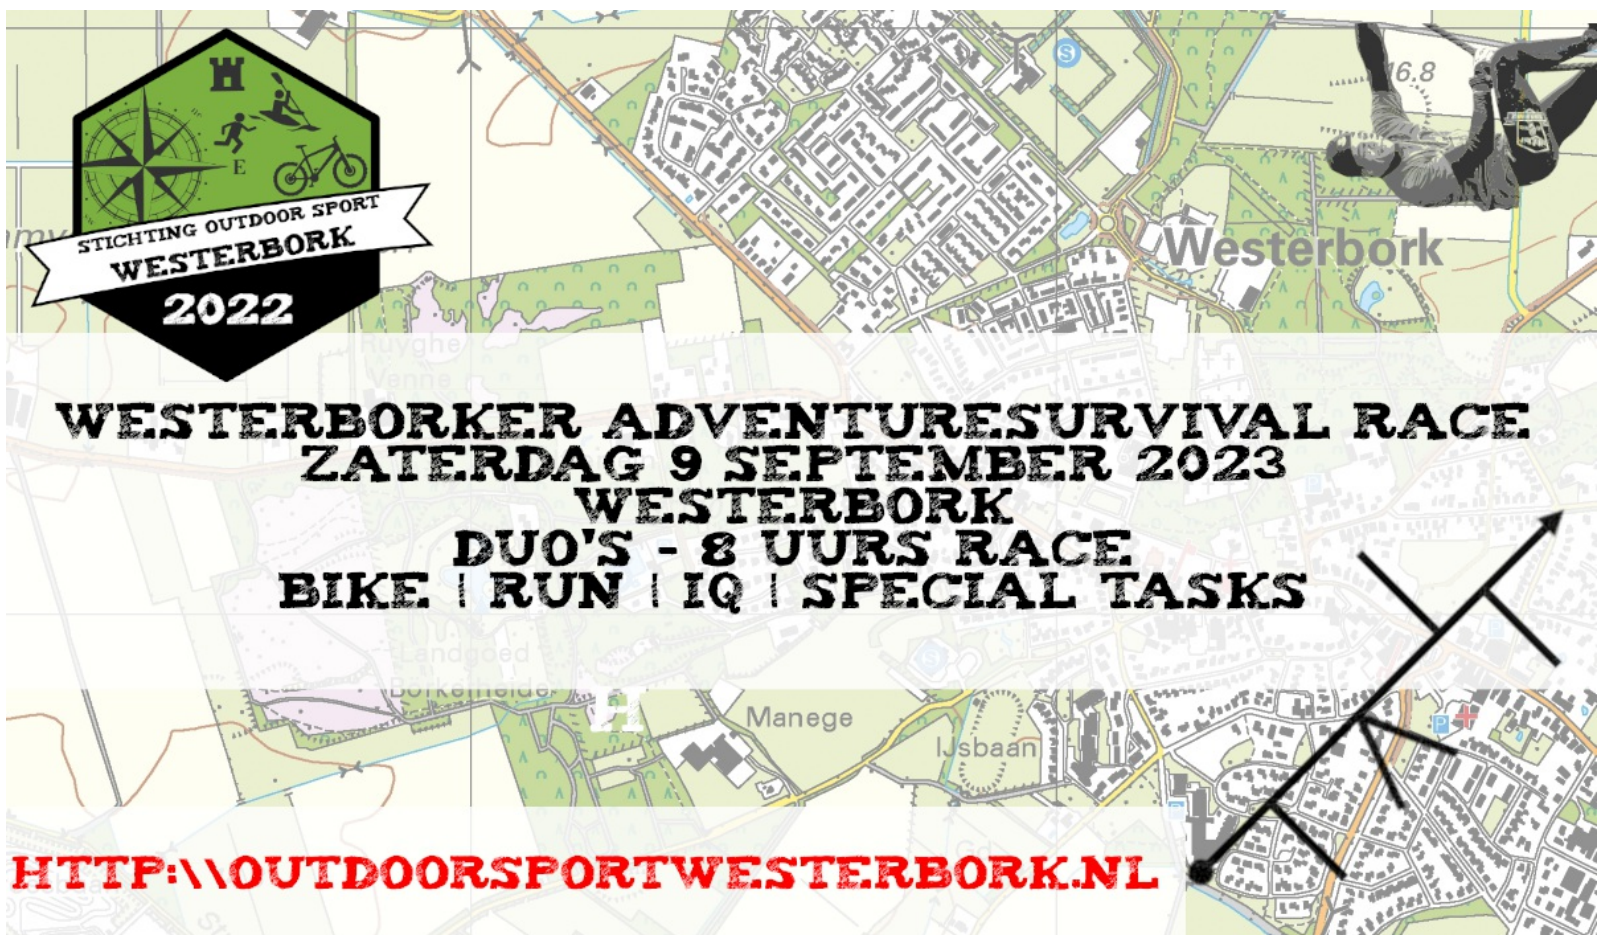 16.8
E
STICHTING OUTDOOR SPORT
WESTERBORK
2022
Westerbork
Ruyghe
Venne
WESTERBORKER ADVENTURESURVIVAL RACE
ZATERDAG 9 SEPTEMBER 2023
WESTERBORK
DUO'S - 8 UURS RACE
BIKE | RUN | IQ | SPECIAL TASKS
Landgoed
Borkerheide
Manege
IJsbaan
P
HTTP:\\OUTDOORSPORTWESTERBORK.NL